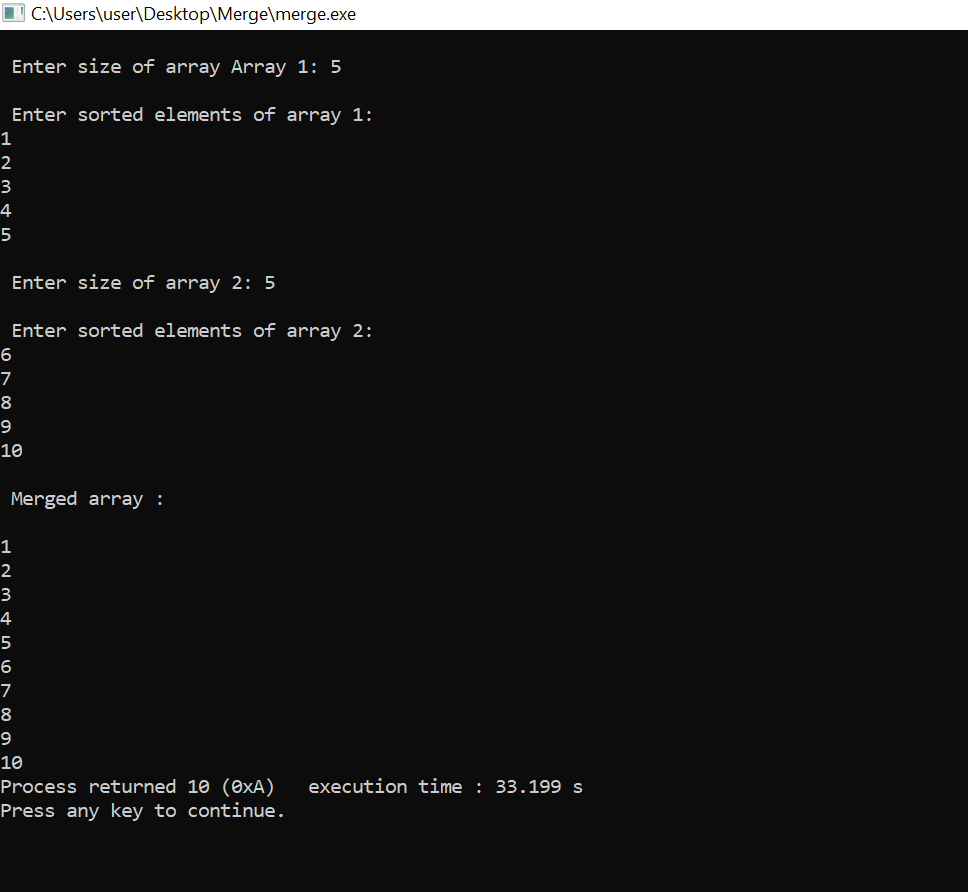 C:\Users\user\Desktop\Merge\merge.exe
Enter size of array Array 1: 5
Enter sorted elements of array 1:
1
2
3
4
5
Enter size of array 2: 5
Enter sorted elements of array 2:
6
7
8
9
10
Merged array :
1
2
3
4
5
6
7
8
9
10
Process returned 10 (0xA)   execution time : 33.199 s
Press any key to continue.